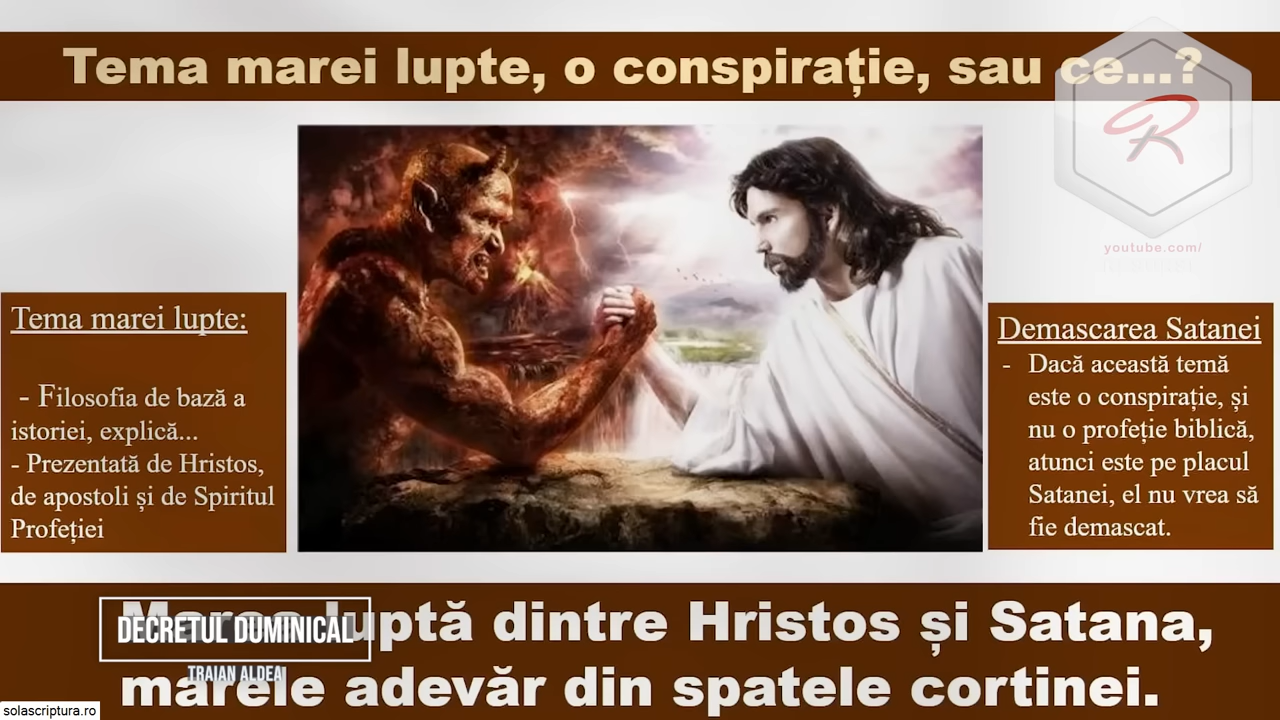 Tema marei lupte, o conspirație, sau ce...?
R
youtube.com/
Tema marei lupte:
- Filosofia de bază a
istoriei, explică...
- Prezentată de Hristos,
de apostoli și de Spiritul
Profeției
Demascarea Satanei
- Dacă această temă
este o conspirație, și
nu o profeție biblică,
atunci este pe placul
Satanei, el nu vrea să
fie demascat.
Marea luptă dintre Hristos și Satana,
marele adevăr din spatele cortinei.
DECRETUL DUMINICAL
TRAIAN ALDEA
solascriptura.ro